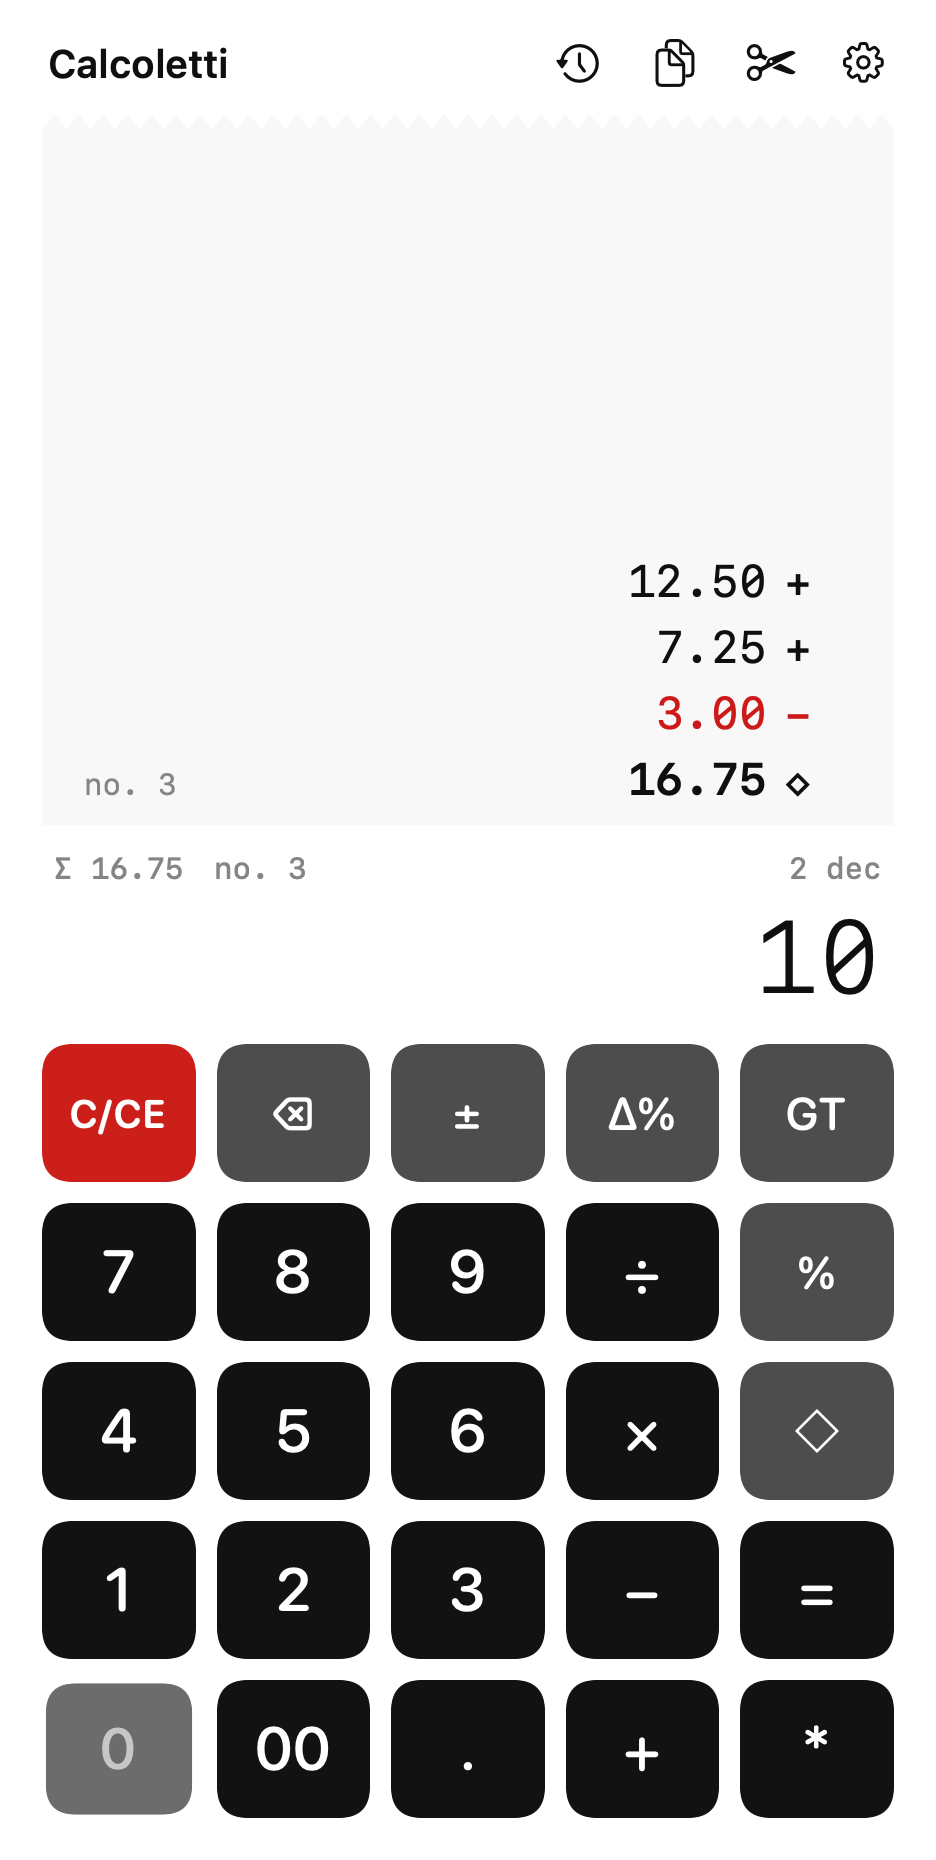 Calcoletti
12.50 +
7.25 +
3.00 −
no. 3 16.75 ◇
Σ 16.75 no. 3 2 dec
10
C/CE ± Δ% GT
7 8 9 ÷ %
4 5 6 × ◇
1 2 3 − =
0 00 . + *